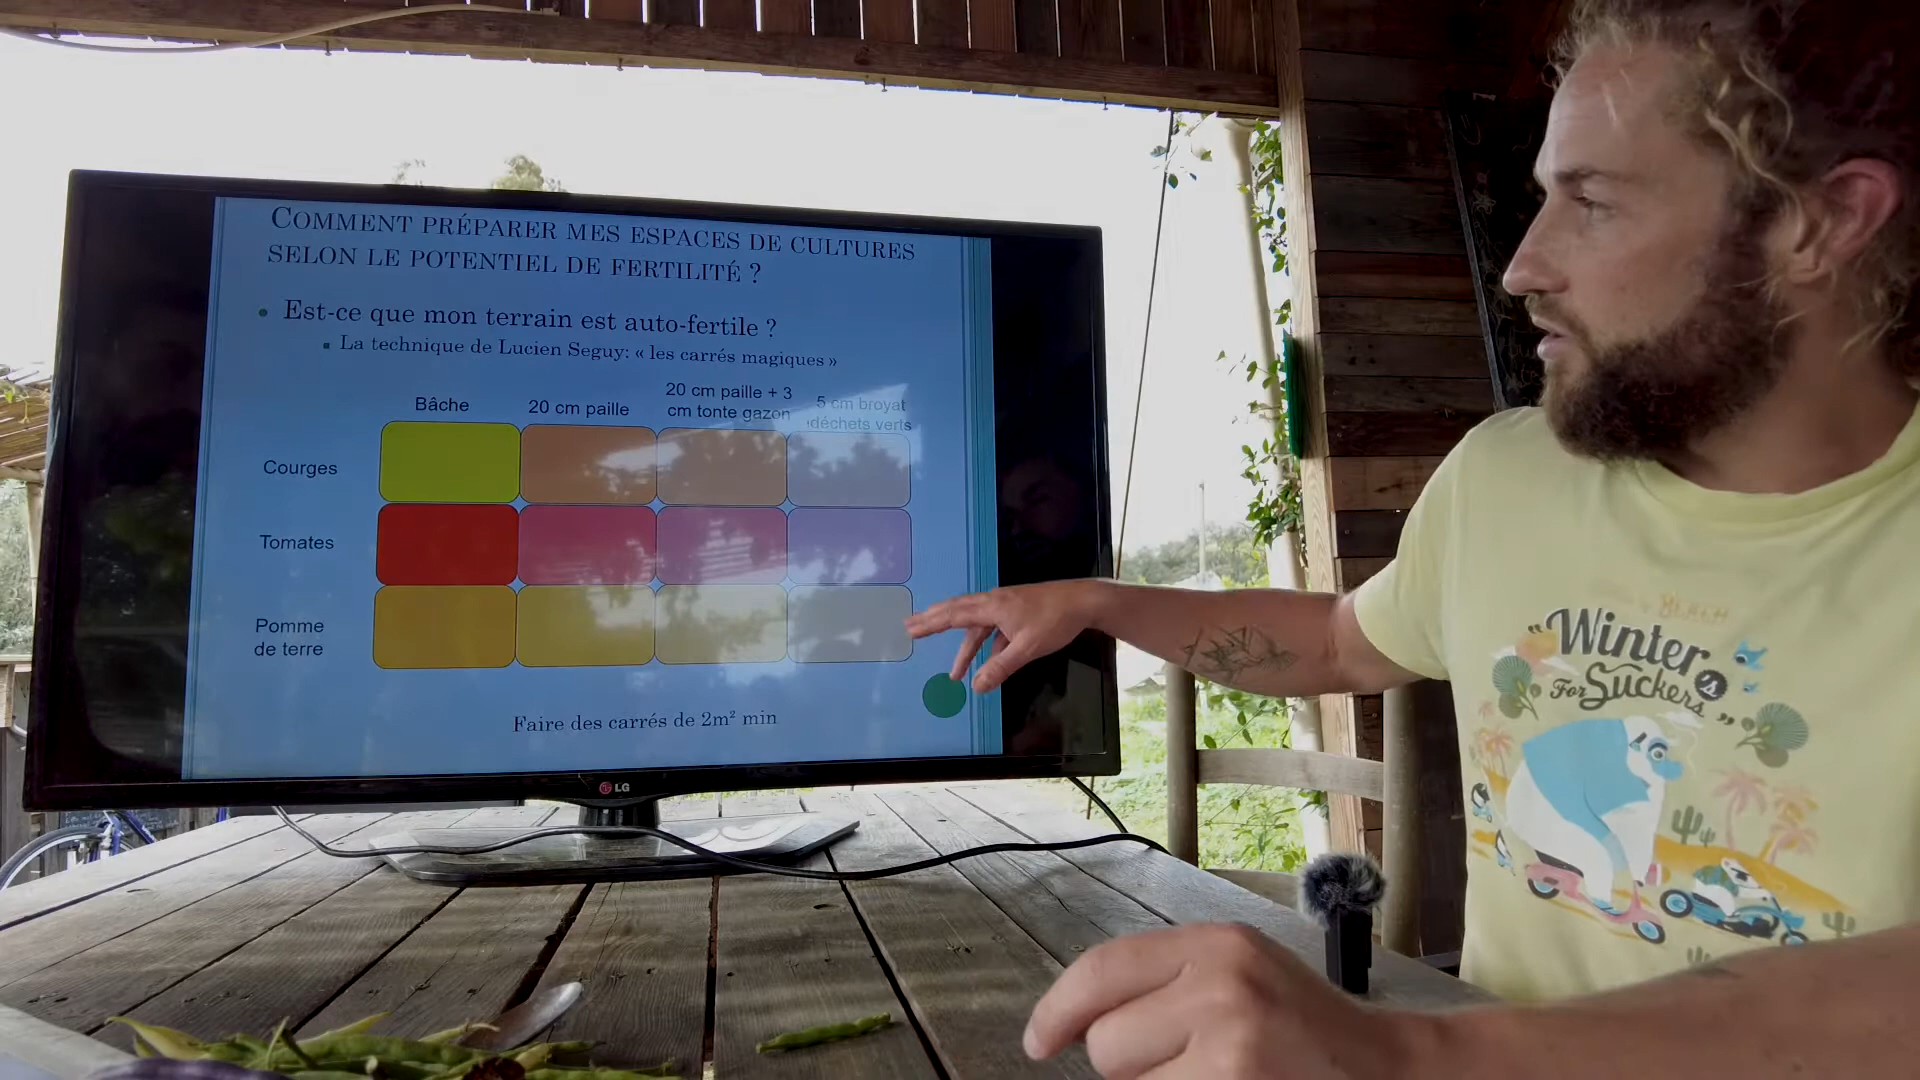 COMMENT PRÉPARER MES ESPACES DE CULTURES
SELON LE POTENTIEL DE FERTILITÉ ?
• Est-ce que mon terrain est auto-fertile ?
▪ La technique de Lucien Seguy: « les carrés magiques »
Bâche
20 cm paille
20 cm paille + 3
cm tonte gazon
5 cm broyat
déchets verts
Courges
Tomates
Pomme
de terre
Faire des carrés de 2m² min
LG
"Winter
's
For Suckers"